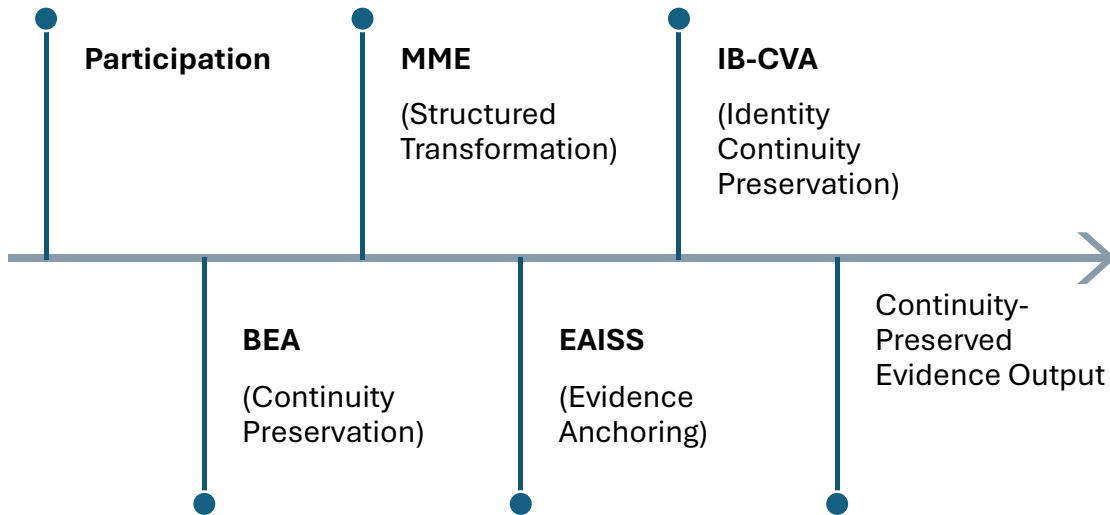 Participation
BEA
(Continuity
Preservation)
MME
(Structured
Transformation)
EAISS
(Evidence
Anchoring)
IB-CVA
(Identity
Continuity
Preservation)
Continuity-
Preserved
Evidence Output